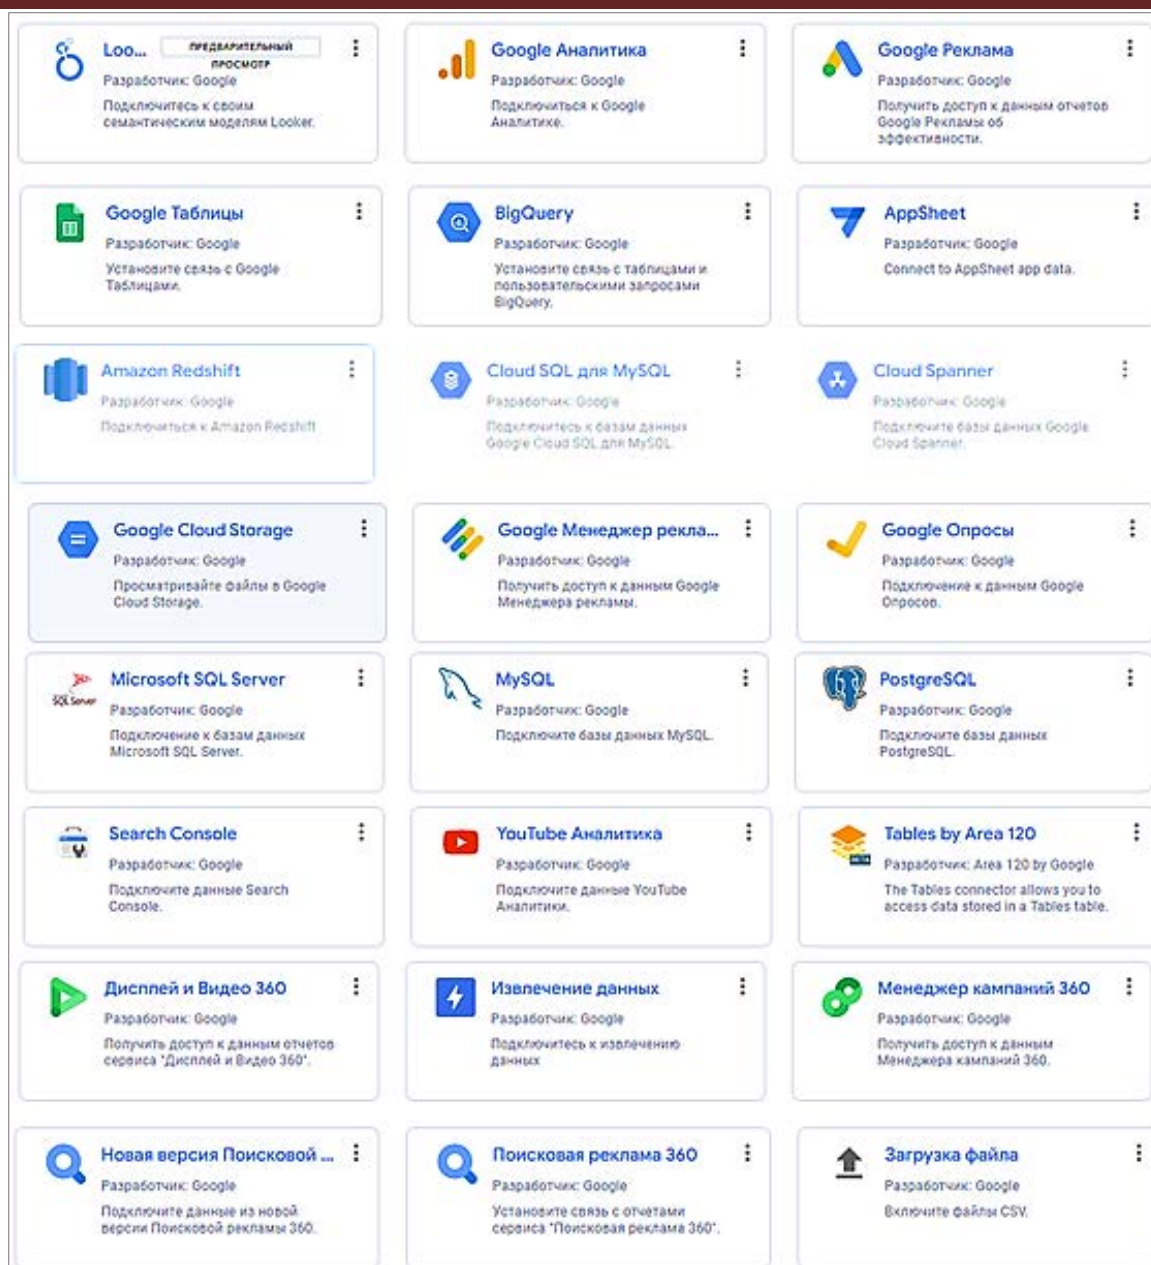 Loo...
ПРЕДВАРИТЕЛЬНЫЙ
ПРОСМОТР
Разработчик: Google
Подключитесь к своим
семантическим моделям Looker.
Google Аналитика
Разработчик: Google
Подключиться к Google
Аналитике.
Google Реклама
Разработчик: Google
Получить доступ к данным отчетов
Google Рекламы об
эффективности.
Google Таблицы
Разработчик: Google
Установите связь с Google
Таблицами.
BigQuery
Разработчик: Google
Установите связь с таблицами и
пользовательскими запросами
BigQuery.
AppSheet
Разработчик: Google
Connect to AppSheet app data.
Amazon Redshift
Разработчик: Google
Подключиться к Amazon Redshift
Cloud SQL для MySQL
Разработчик: Google
Подключитесь к базам данных
Google Cloud SQL для MySQL.
Cloud Spanner
Разработчик: Google
Подключите базы данных Google
Cloud Spanner.
Google Cloud Storage
Разработчик: Google
Просматривайте файлы в Google
Cloud Storage.
Google Менеджер рекла...
Разработчик: Google
Получить доступ к данным Google
Менеджера рекламы.
Google Опросы
Разработчик: Google
Подключение к данным Google
Опросов.
SQL Server
Microsoft SQL Server
Разработчик: Google
Подключение к базам данных
Microsoft SQL Server.
MySQL
Разработчик: Google
Подключите базы данных MySQL.
PostgreSQL
Разработчик: Google
Подключите базы данных
PostgreSQL.
Search Console
Разработчик: Google
Подключите данные Search
Console.
YouTube Аналитика
Разработчик: Google
Подключите данные YouTube
Аналитики.
Tables by Area 120
Разработчик: Area 120 by Google
The Tables connector allows you to
access data stored in a Tables table.
Дисплей и Видео 360
Разработчик: Google
Получить доступ к данным отчетов
сервиса "Дисплей и Видео 360".
Извлечение данных
Разработчик: Google
Подключитесь к извлечению
данных
Менеджер кампаний 360
Разработчик: Google
Получить доступ к данным
Менеджера кампаний 360.
Новая версия Поисковой ...
Разработчик: Google
Подключите данные из новой
версии Поисковой рекламы 360.
Поисковая реклама 360
Разработчик: Google
Установите связь с отчетами
сервиса "Поисковая реклама 360".
Загрузка файла
Разработчик: Google
Включите файлы CSV.